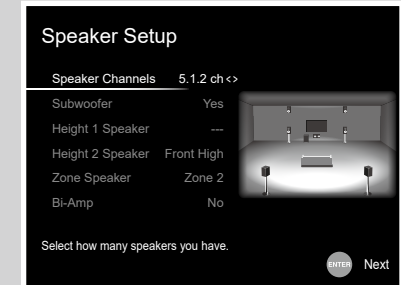 Speaker Setup
Speaker Channels 5.1.2 ch <>
Subwoofer Yes
Height 1 Speaker ---
Height 2 Speaker Front High
Zone Speaker Zone 2
Bi-Amp No
Select how many speakers you have.
ENTER Next